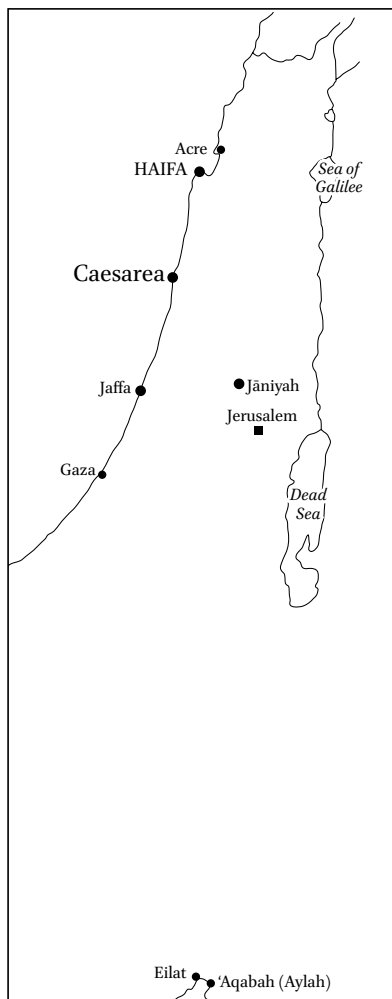 Acre
HAIFA
Sea of
Galilee
Caesarea
Jaffa
Jāniyah
Jerusalem
Gaza
Dead
Sea
Eilat
‘Aqabah (Aylah)